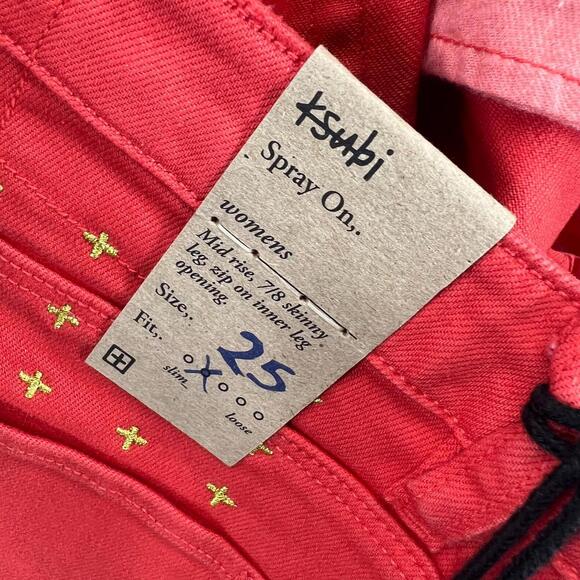 ksubi
Spray On,.
womens
Mid rise, 7/8 skinny
leg, zip on inner leg
opening
Size,. 25
Fit,.
slim_ loose